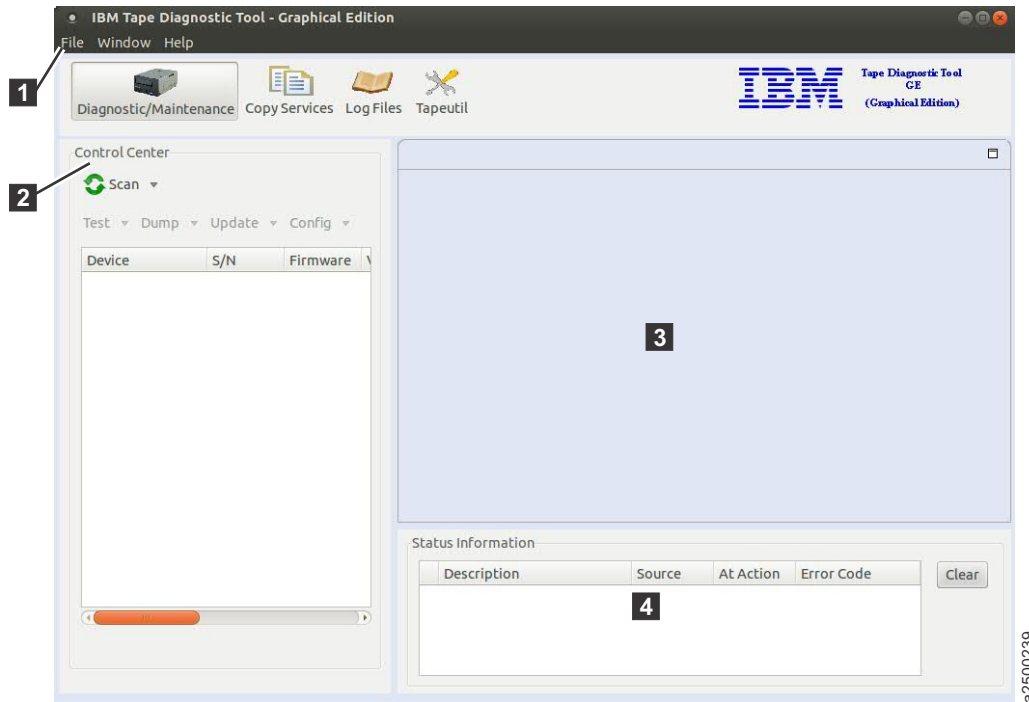 IBM Tape Diagnostic Tool - Graphical Edition
File Window Help
1
Diagnostic/Maintenance Copy Services Log Files Tapeutil
IBM
Tape Diagnostic Tool
GE
(Graphical Edition)
Control Center
2
Scan
Test Dump Update Config
Device S/N Firmware
3
Status Information
Description Source At Action Error Code
Clear
4
a2500239